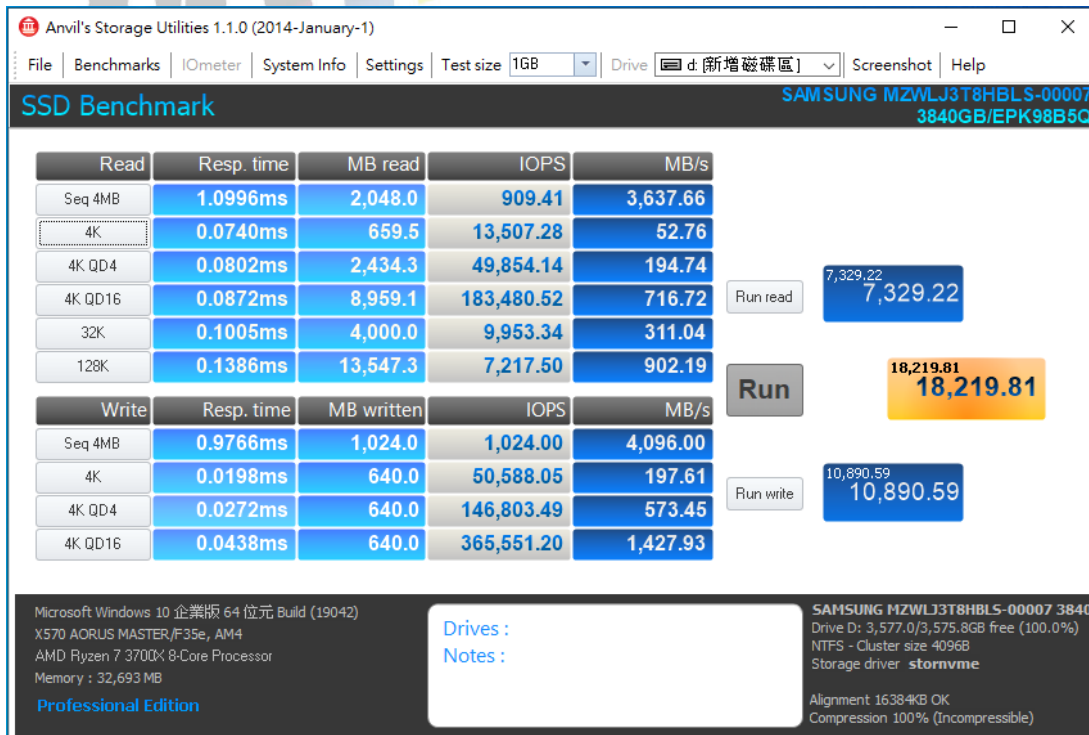 Anvil's Storage Utilities 1.1.0 (2014-January-1)
File Benchmarks IOmeter System Info Settings Test size 1GB Drive d: [新增磁碟區] Screenshot Help
SSD Benchmark
SAMSUNG MZWLJ3T8HBLS-00007
3840GB/EPK98B5Q
Read Resp. time MB read IOPS MB/s
Seq 4MB 1.0996ms 2,048.0 909.41 3,637.66
4K 0.0740ms 659.5 13,507.28 52.76
4K QD4 0.0802ms 2,434.3 49,854.14 194.74
4K QD16 0.0872ms 8,959.1 183,480.52 716.72
32K 0.1005ms 4,000.0 9,953.34 311.04
128K 0.1386ms 13,547.3 7,217.50 902.19
Run read
7,329.22
7,329.22
Run
18,219.81
18,219.81
Write Resp. time MB written IOPS MB/s
Seq 4MB 0.9766ms 1,024.0 1,024.00 4,096.00
4K 0.0198ms 640.0 50,588.05 197.61
4K QD4 0.0272ms 640.0 146,803.49 573.45
4K QD16 0.0438ms 640.0 365,551.20 1,427.93
Run write
10,890.59
10,890.59
Microsoft Windows 10 企業版 64 位元 Build (19042)
X570 AORUS MASTER/F35e, AM4
AMD Ryzen 7 3700X 8-Core Processor
Memory : 32,693 MB
Professional Edition
Drives :
Notes :
SAMSUNG MZWLJ3T8HBLS-00007 3840
Drive D: 3,577.0/3,575.8GB free (100.0%)
NTFS - Cluster size 4096B
Storage driver stornvme
Alignment 16384KB OK
Compression 100% (Incompressible)